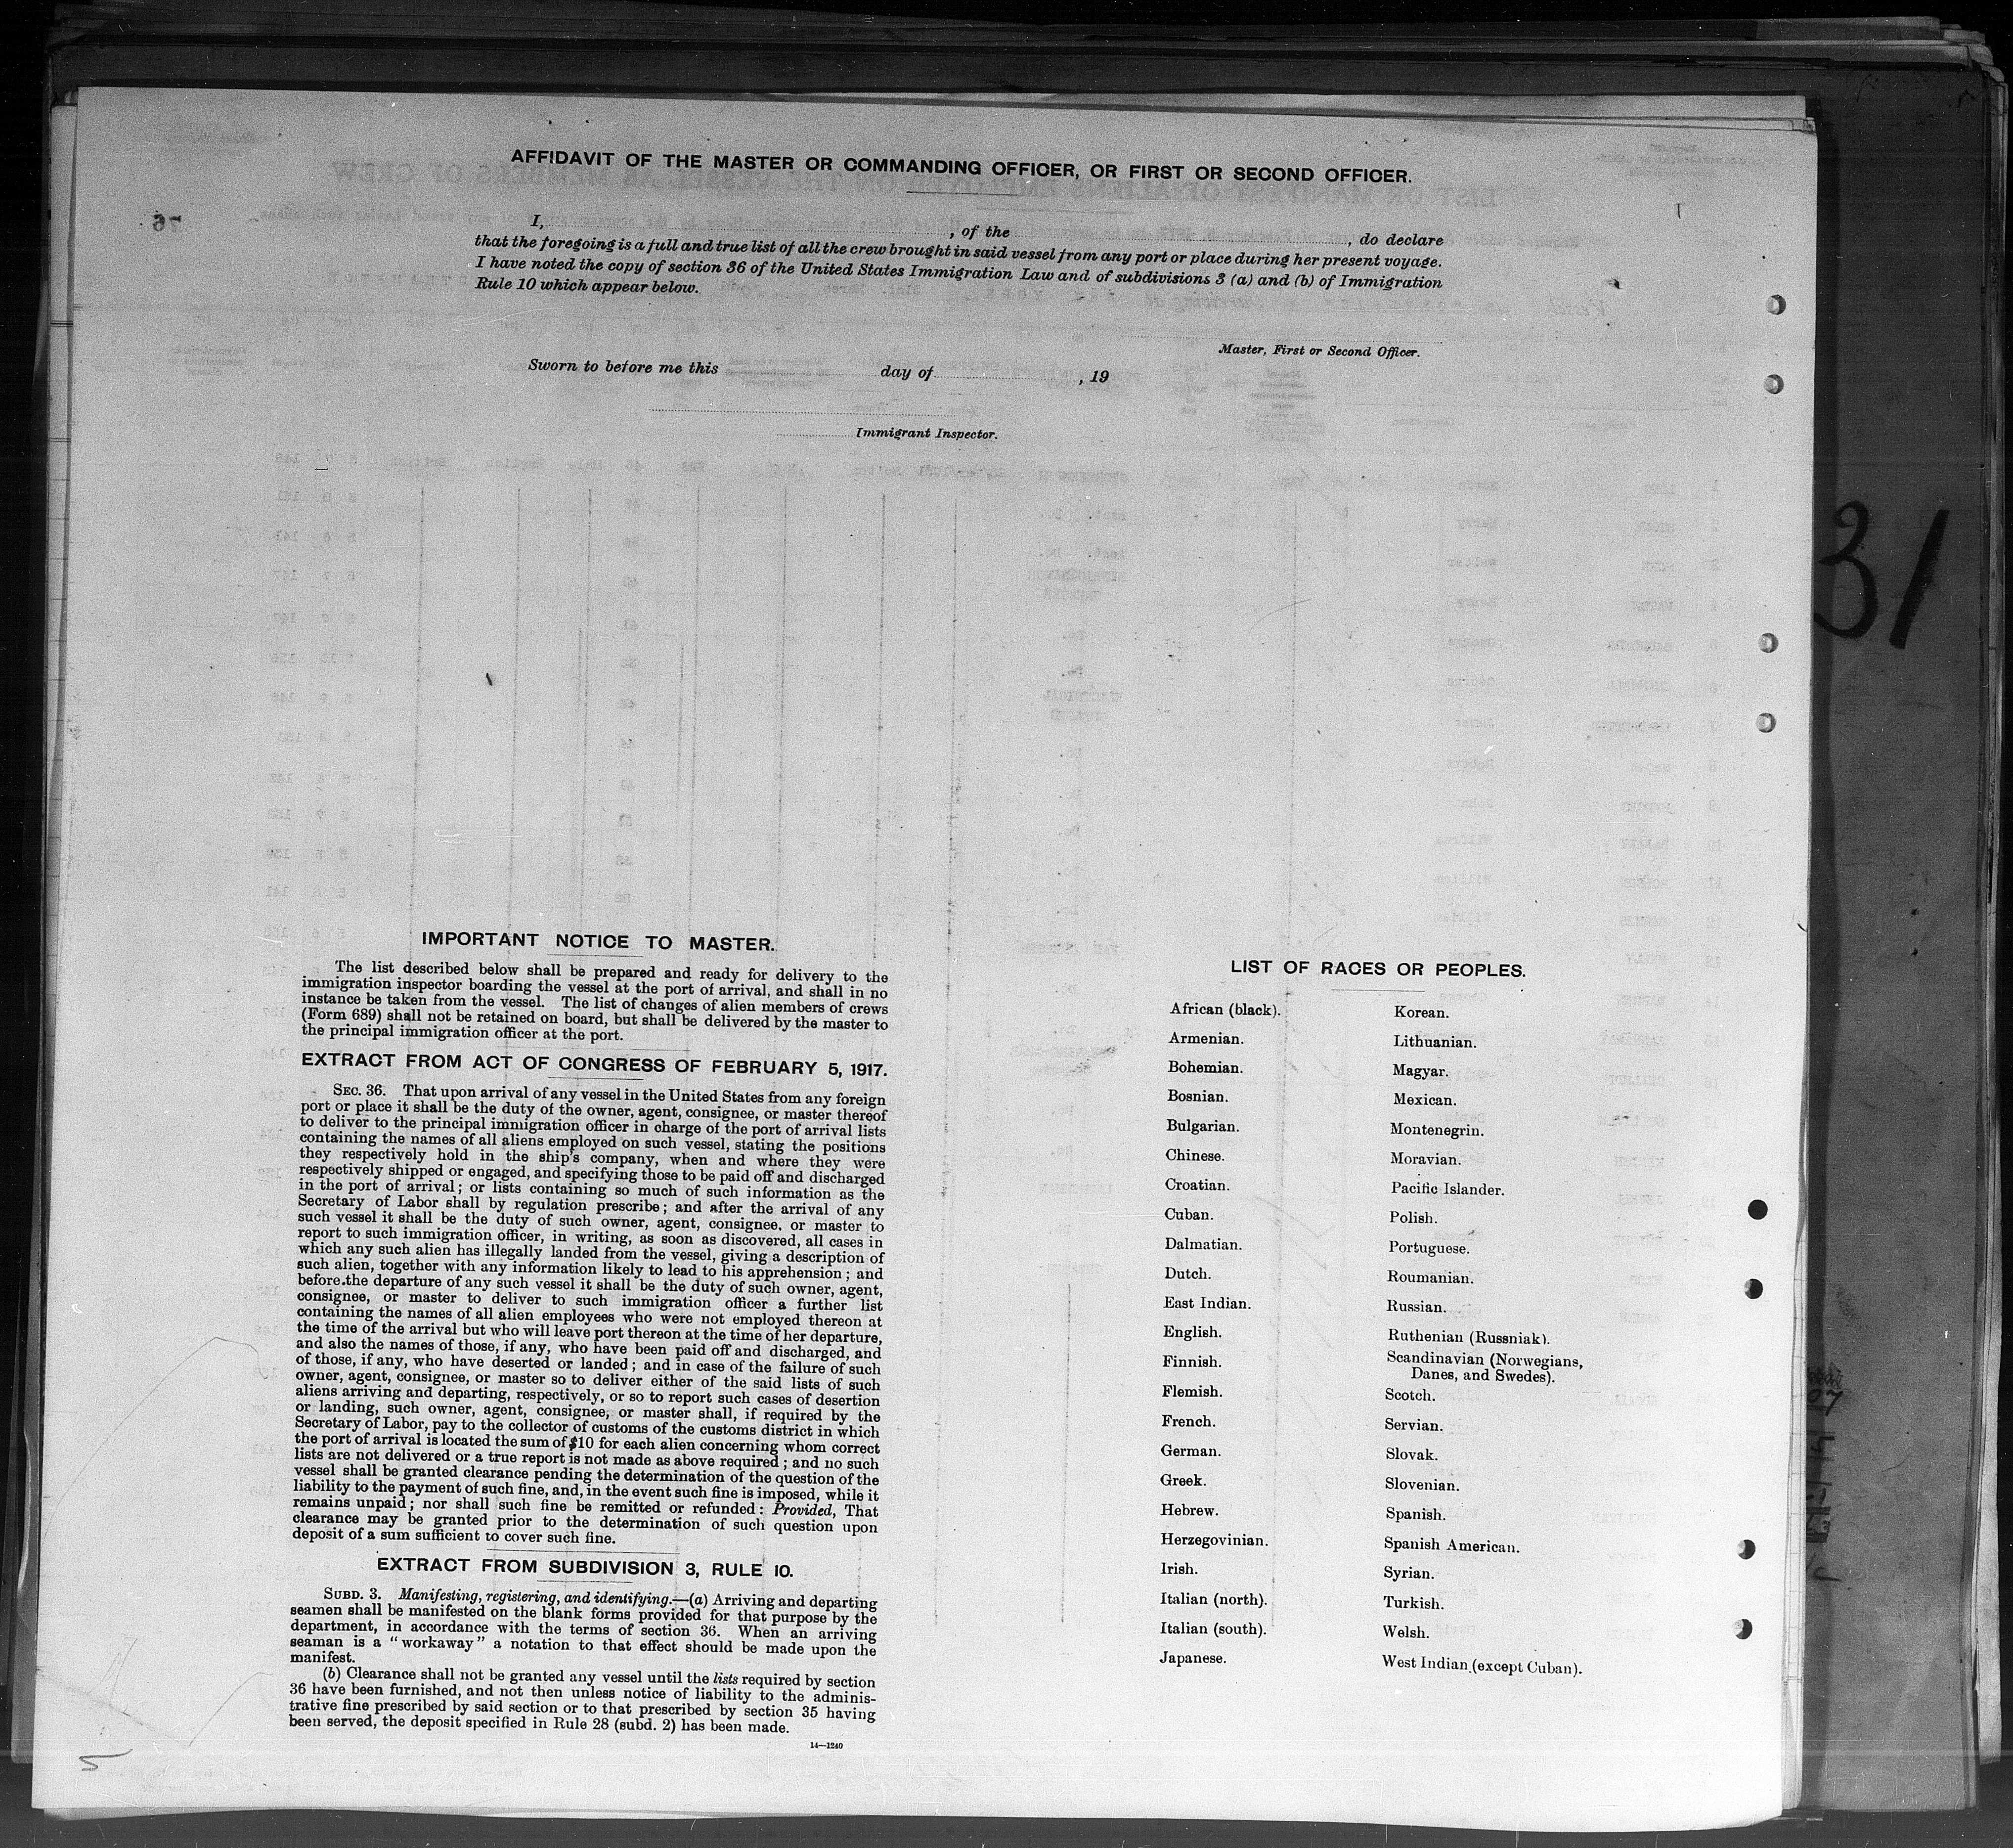 AFFIDAVIT OF THE MASTER OR COMMANDING OFFICER, OR FIRST OR SECOND OFFICER.
I, , of the , do declare
that the foregoing is a full and true list of all the crew brought in said vessel from any port or place during her present voyage.
I have noted the copy of section 36 of the United States Immigration Law and of subdivisions 3 (a) and (b) of Immigration
Rule 10 which appear below.
Master, First or Second Officer.
Sworn to before me this day of , 19
Immigrant Inspector.
31
IMPORTANT NOTICE TO MASTER.
The list described below shall be prepared and ready for delivery to the
immigration inspector boarding the vessel at the port of arrival, and shall in no
instance be taken from the vessel. The list of changes of alien members of crews
(Form 689) shall not be retained on board, but shall be delivered by the master to
the principal immigration officer at the port.
EXTRACT FROM ACT OF CONGRESS OF FEBRUARY 5, 1917.
SEC. 36. That upon arrival of any vessel in the United States from any foreign
port or place it shall be the duty of the owner, agent, consignee, or master thereof
to deliver to the principal immigration officer in charge of the port of arrival lists
containing the names of all aliens employed on such vessel, stating the positions
they respectively hold in the ship's company, when and where they were
respectively shipped or engaged, and specifying those to be paid off and discharged
in the port of arrival; or lists containing so much of such information as the
Secretary of Labor shall by regulation prescribe; and after the arrival of any
such vessel it shall be the duty of such owner, agent, consignee, or master to
report to such immigration officer, in writing, as soon as discovered, all cases in
which any such alien has illegally landed from the vessel, giving a description of
such alien, together with any information likely to lead to his apprehension; and
before the departure of any such vessel it shall be the duty of such owner, agent,
consignee, or master to deliver to such immigration officer a further list
containing the names of all alien employees who were not employed thereon at
the time of the arrival but who will leave port thereon at the time of her departure,
and also the names of those, if any, who have been paid off and discharged, and
of those, if any, who have deserted or landed; and in case of the failure of such
owner, agent, consignee, or master so to deliver either of the said lists of such
aliens arriving and departing, respectively, or so to report such cases of desertion
or landing, such owner, agent, consignee, or master shall, if required by the
Secretary of Labor, pay to the collector of customs of the customs district in which
the port of arrival is located the sum of $10 for each alien concerning whom correct
lists are not delivered or a true report is not made as above required; and no such
vessel shall be granted clearance pending the determination of the question of the
liability to the payment of such fine, and, in the event such fine is imposed, while it
remains unpaid; nor shall such fine be remitted or refunded: Provided, That
clearance may be granted prior to the determination of such question upon
deposit of a sum sufficient to cover such fine.
EXTRACT FROM SUBDIVISION 3, RULE 10.
SUBD. 3. Manifesting, registering, and identifying.—(a) Arriving and departing
seamen shall be manifested on the blank forms provided for that purpose by the
department, in accordance with the terms of section 36. When an arriving
seaman is a "workaway" a notation to that effect should be made upon the
manifest.
(b) Clearance shall not be granted any vessel until the lists required by section
36 have been furnished, and not then unless notice of liability to the adminis-
trative fine prescribed by said section or to that prescribed by section 35 having
been served, the deposit specified in Rule 28 (subd. 2) has been made.
14—1240
5
LIST OF RACES OR PEOPLES.
African (black).
Armenian.
Bohemian.
Bosnian.
Bulgarian.
Chinese.
Croatian.
Cuban.
Dalmatian.
Dutch.
East Indian.
English.
Finnish.
Flemish.
French.
German.
Greek.
Hebrew.
Herzegovinian.
Irish.
Italian (north).
Italian (south).
Japanese.
Korean.
Lithuanian.
Magyar.
Mexican.
Montenegrin.
Moravian.
Pacific Islander.
Polish.
Portuguese.
Roumanian.
Russian.
Ruthenian (Russniak).
Scandinavian (Norwegians,
Danes, and Swedes).
Scotch.
Servian.
Slovak.
Slovenian.
Spanish.
Spanish American.
Syrian.
Turkish.
Welsh.
West Indian (except Cuban).